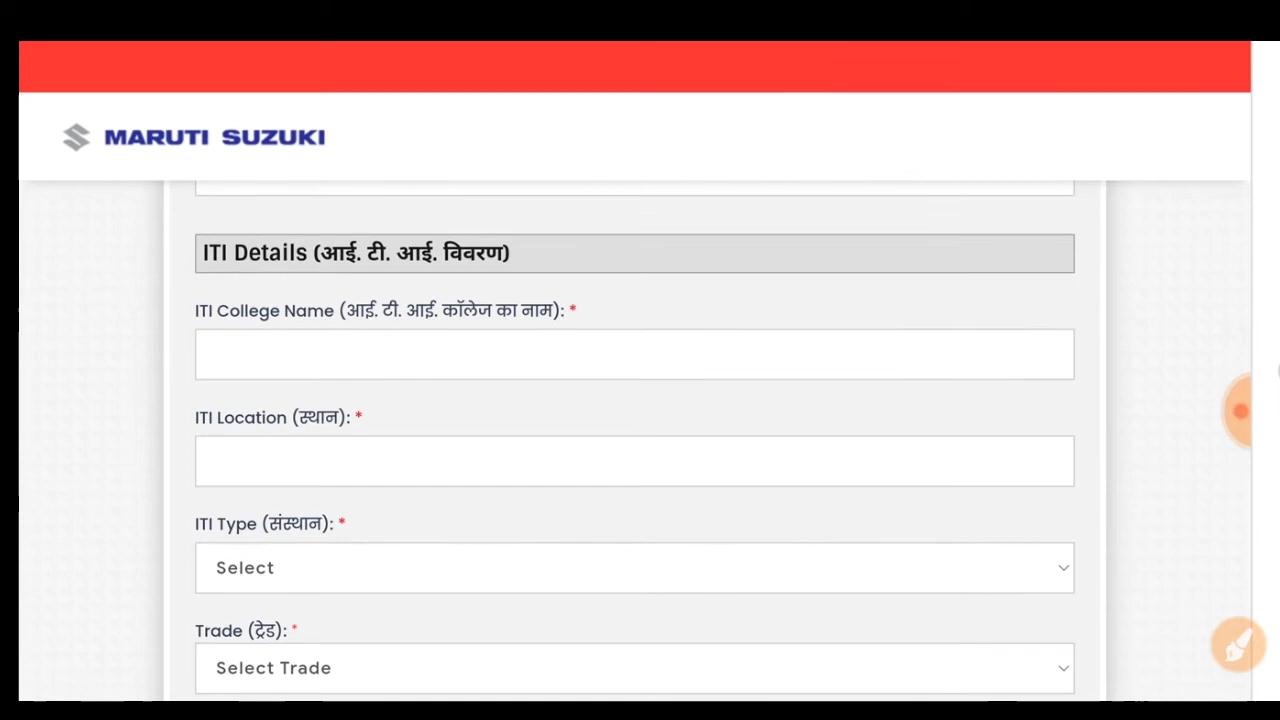 MARUTI SUZUKI
ITI Details (आई. टी. आई. विवरण)
ITI College Name (आई. टी. आई. कॉलेज का नाम): *
ITI Location (स्थान): *
ITI Type (संस्थान): *
Select
Trade (ट्रेड): *
Select Trade